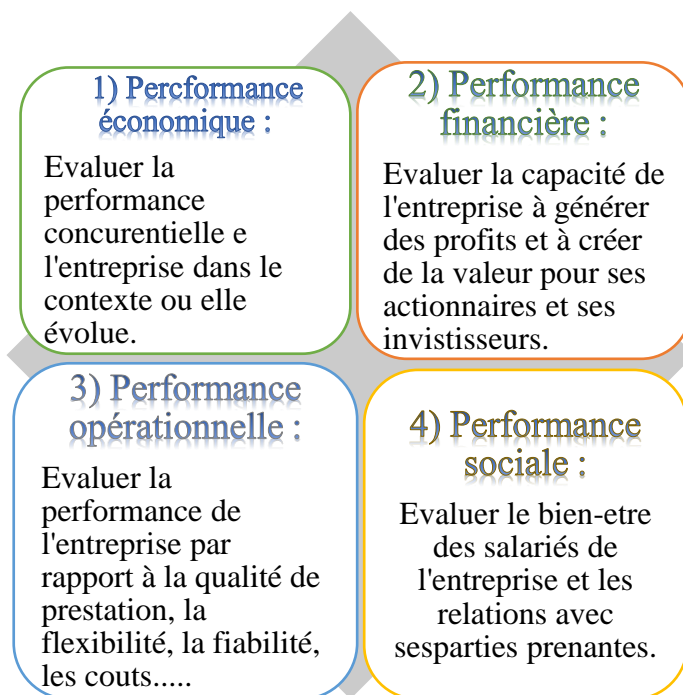 1) Percformance
économique :
Evaluer la
performance
concurentielle e
l'entreprise dans le
contexte ou elle
évolue.
2) Performance
financière :
Evaluer la capacité de
l'entreprise à générer
des profits et à créer
de la valeur pour ses
actionnaires et ses
invistisseurs.
3) Performance
opérationnelle :
Evaluer la
performance de
l'entreprise par
rapport à la qualité de
prestation, la
flexibilité, la fiabilité,
les couts.....
4) Performance
sociale :
Evaluer le bien-etre
des salariés de
l'entreprise et les
relations avec
sesparties prenantes.